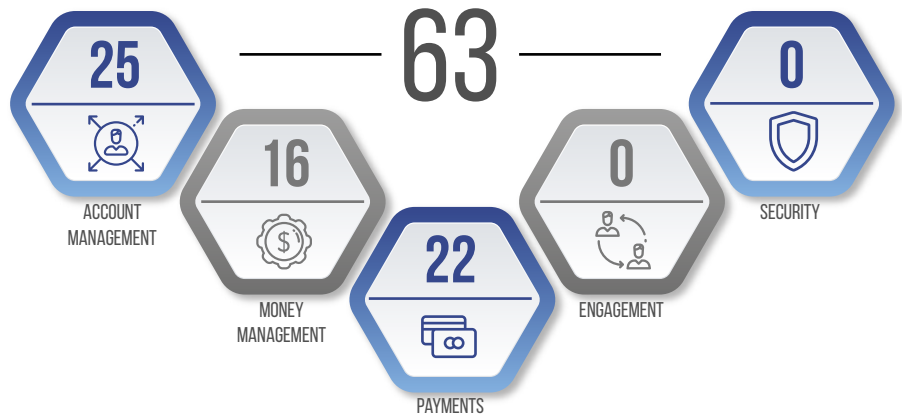 63
25
ACCOUNT
MANAGEMENT
16
$
MONEY
MANAGEMENT
22
PAYMENTS
0
ENGAGEMENT
0
SECURITY